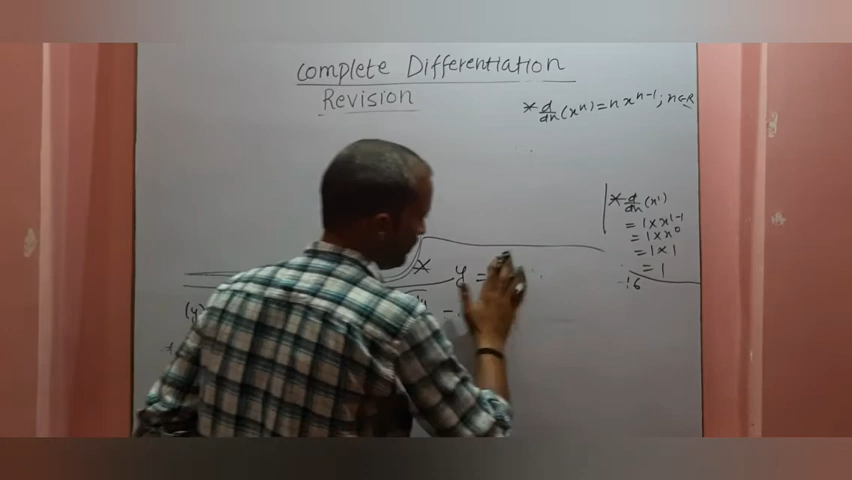 Complete Differentiation
Revision
* d/dx (xⁿ) = n xⁿ⁻¹ ; n∈R
* d/dx (x¹)
= 1 × x¹⁻¹
= 1 × x⁰
= 1 × 1
= 1
* y =
(y)